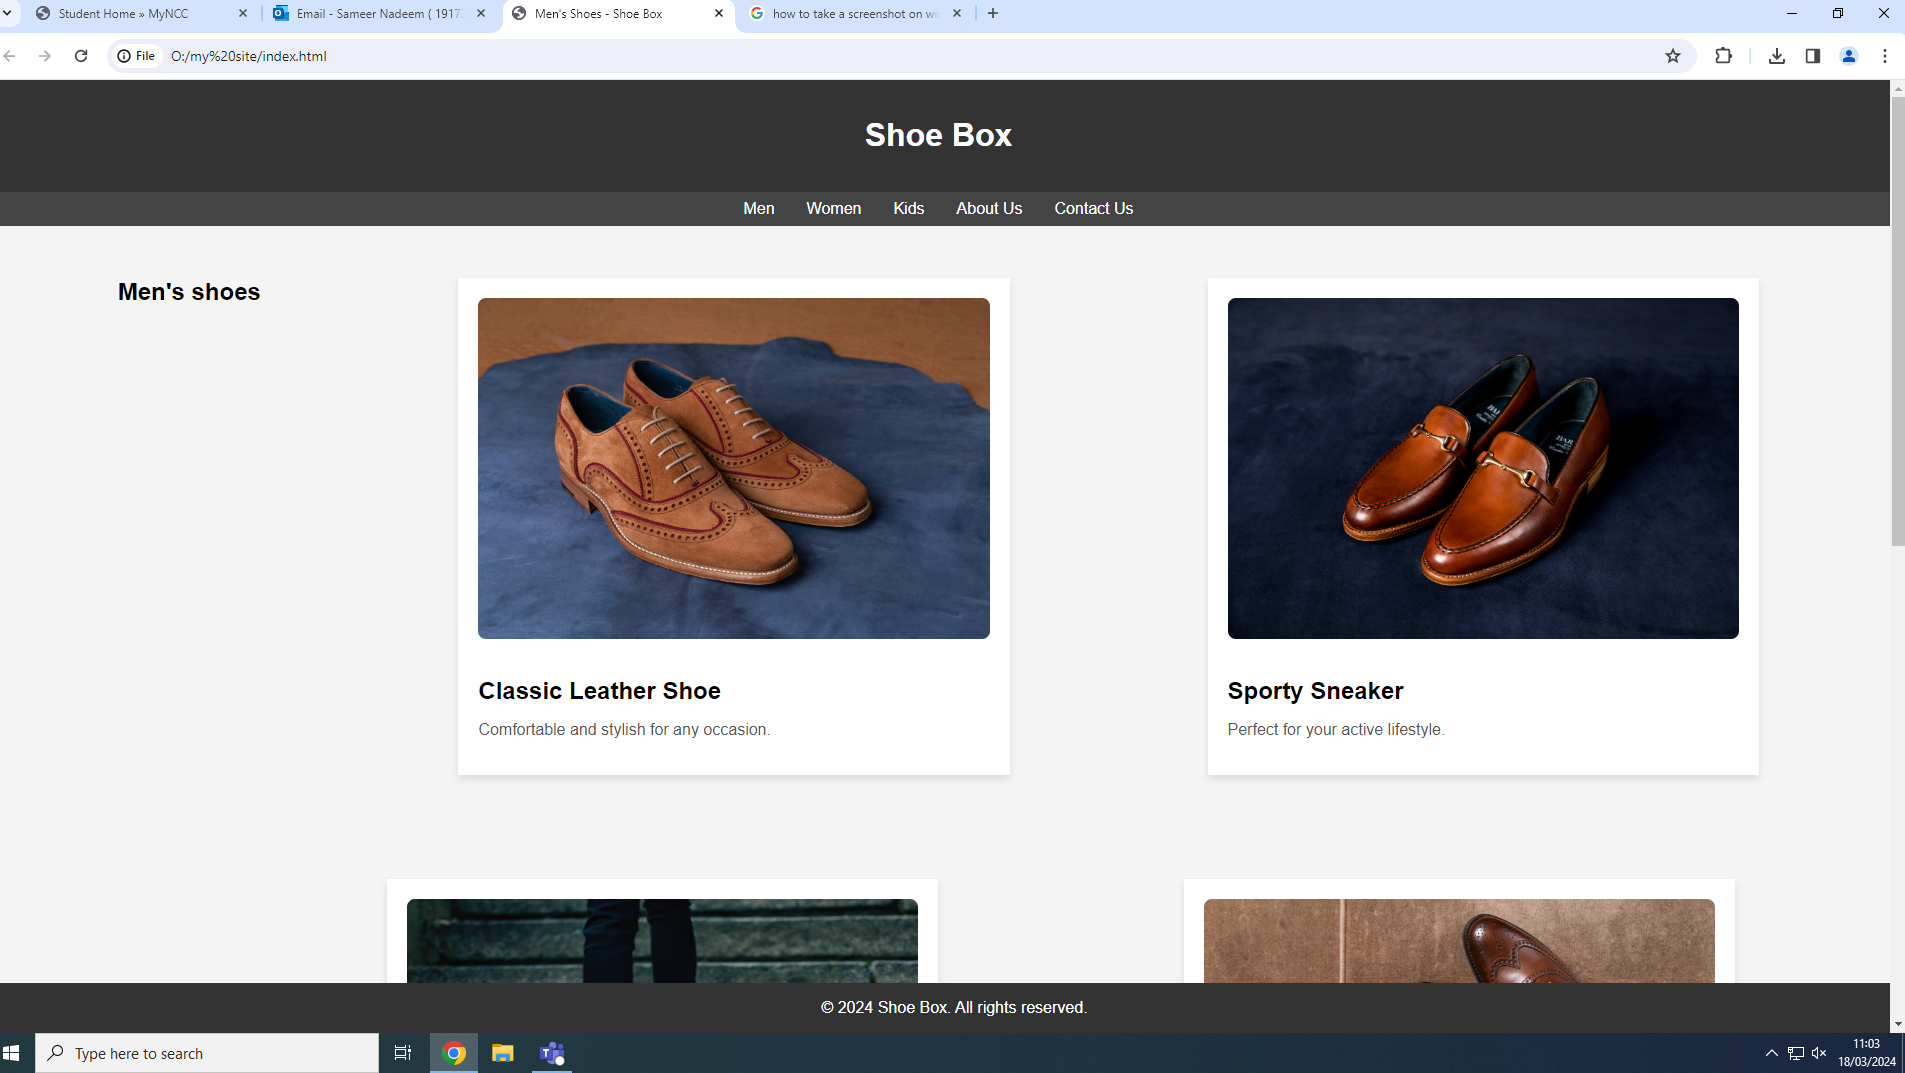 Student Home » MyNCC
Email - Sameer Nadeem ( 1917
Men's Shoes - Shoe Box
how to take a screenshot on wi
File
O:/my%20site/index.html
Shoe Box
Men Women Kids About Us Contact Us
Men's shoes
BAR
Classic Leather Shoe
Comfortable and stylish for any occasion.
Sporty Sneaker
Perfect for your active lifestyle.
© 2024 Shoe Box. All rights reserved.
Type here to search
11:03
18/03/2024